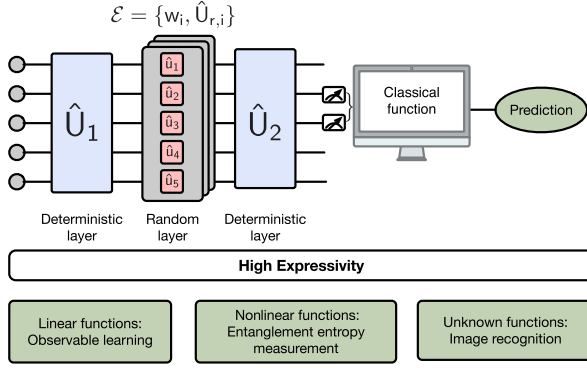 ℰ = {wᵢ, Û_{r,i}}
Û₁
û₁
û₂
û₃
û₄
û₅
Û₂
Classical
function
Prediction
Deterministic
layer
Random
layer
Deterministic
layer
High Expressivity
Linear functions:
Observable learning
Nonlinear functions:
Entanglement entropy
measurement
Unknown functions:
Image recognition